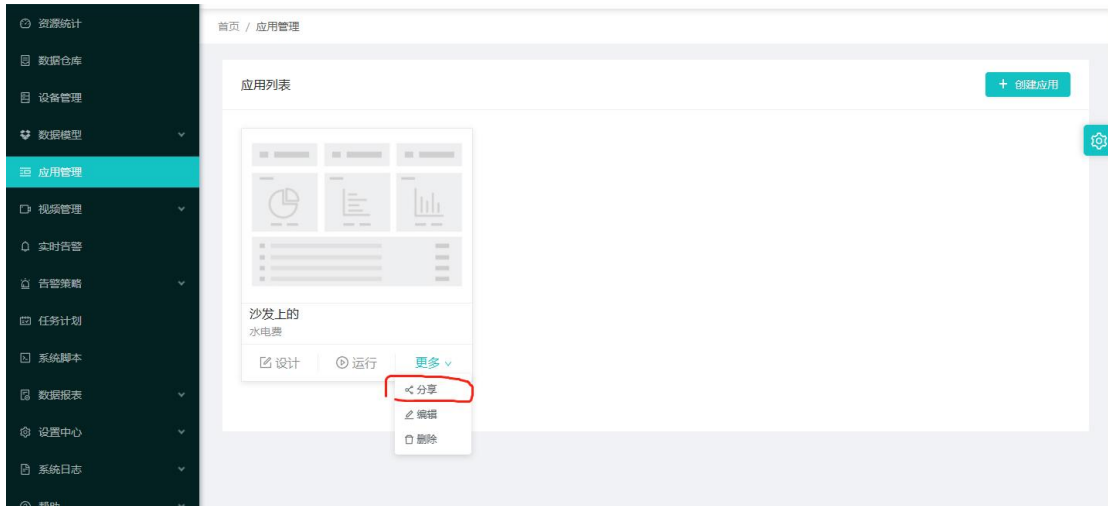 资源统计
数据仓库
设备管理
数据模型
应用管理
视频管理
实时告警
告警策略
任务计划
系统脚本
数据报表
设置中心
系统日志
帮助
首页 / 应用管理
应用列表
+ 创建应用
沙发上的
水电费
设计 运行 更多
分享
编辑
删除